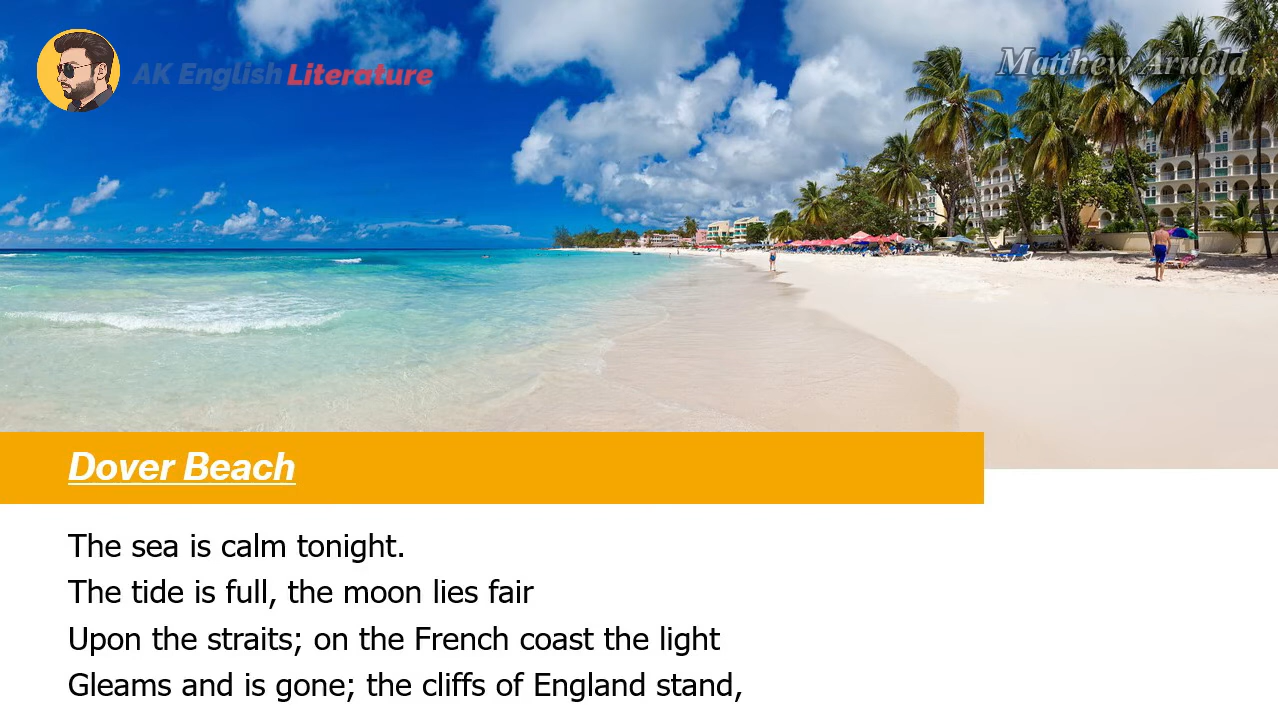 AK English Literature
Matthew Arnold
Dover Beach
The sea is calm tonight.
The tide is full, the moon lies fair
Upon the straits; on the French coast the light
Gleams and is gone; the cliffs of England stand,